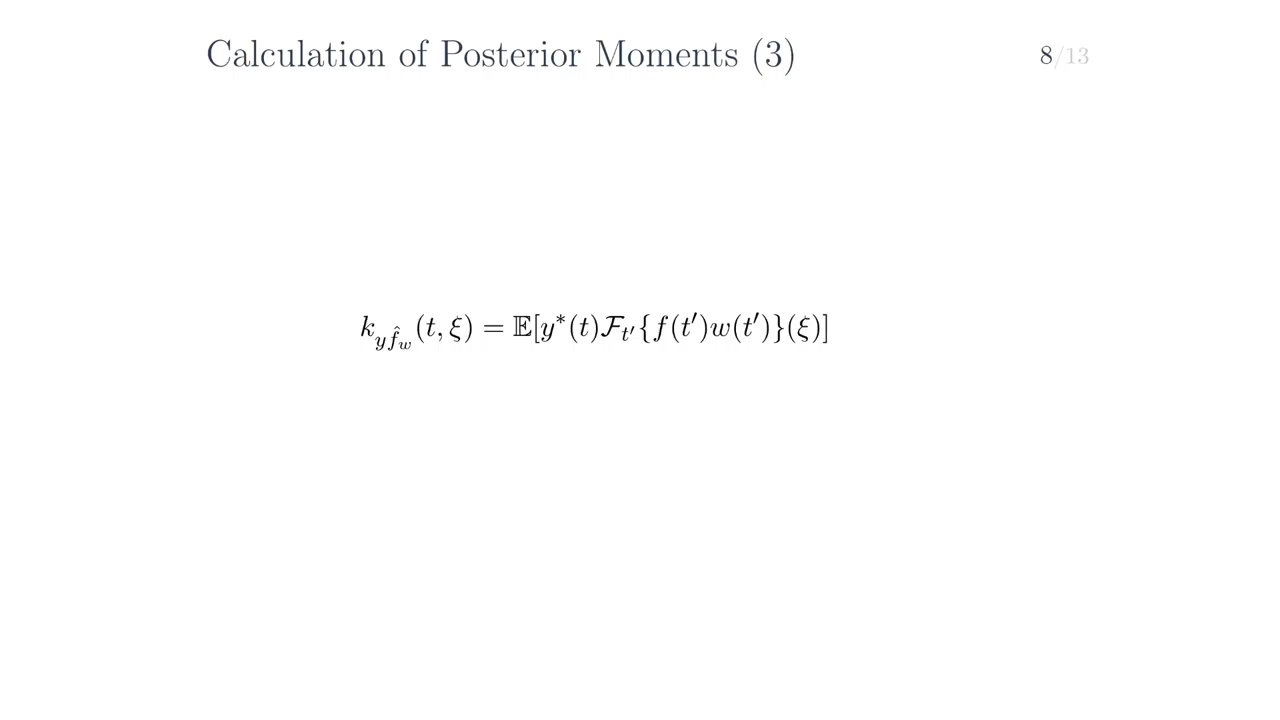 Calculation of Posterior Moments (3)
8/13
$k_{y\hat{f}_w}(t, \xi) = \mathbb{E}[y^*(t)\mathcal{F}_{t'}\{f(t')w(t')\}(\xi)]$